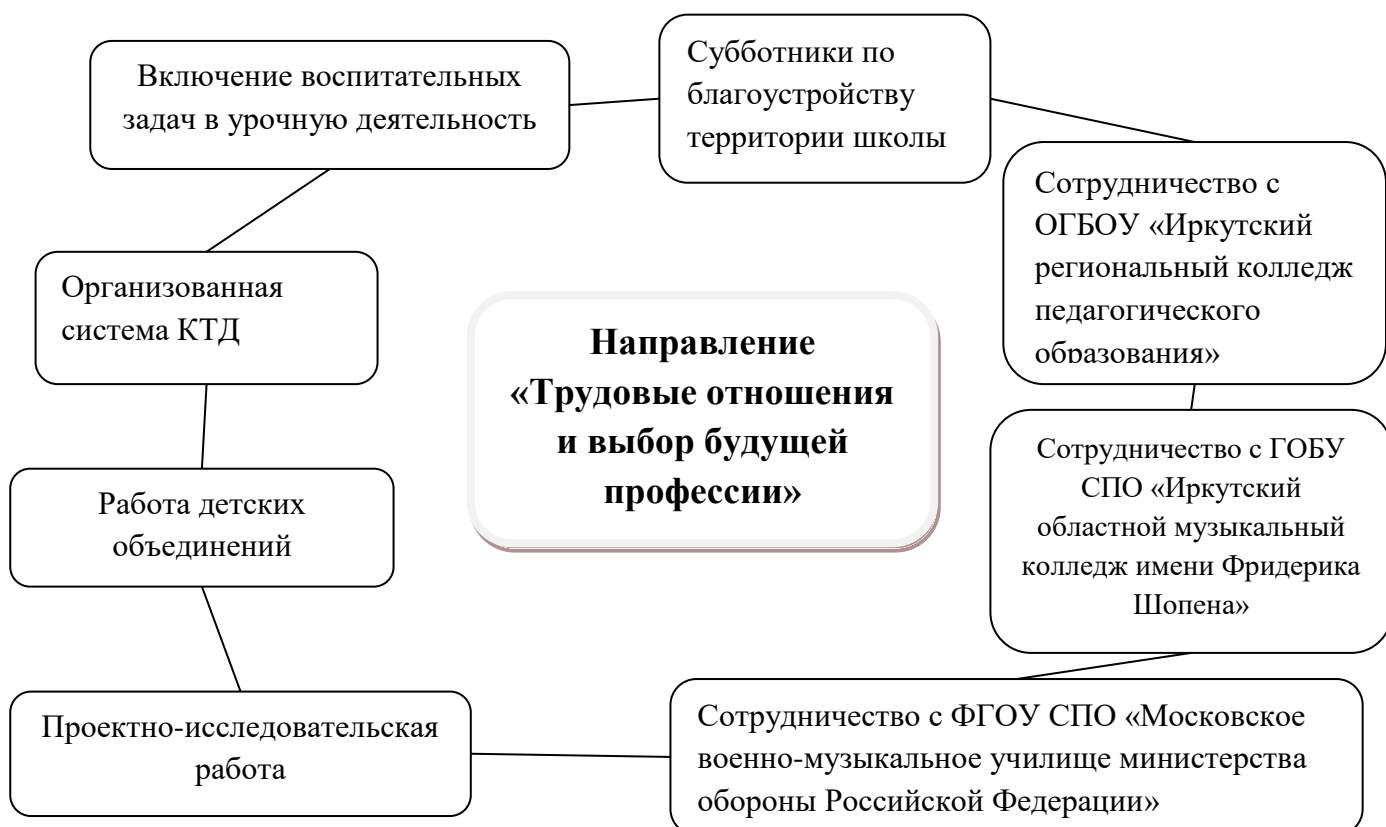 Включение воспитательных
задач в урочную деятельность
Субботники по
благоустройству
территории школы
Сотрудничество с
ОГБОУ «Иркутский
региональный колледж
педагогического
образования»
Организованная
система КТД
Направление
«Трудовые отношения
и выбор будущей
профессии»
Сотрудничество с ГОБУ
СПО «Иркутский
областной музыкальный
колледж имени Фридерика
Шопена»
Работа детских
объединений
Проектно-исследовательская
работа
Сотрудничество с ФГОУ СПО «Московское
военно-музыкальное училище министерства
обороны Российской Федерации»